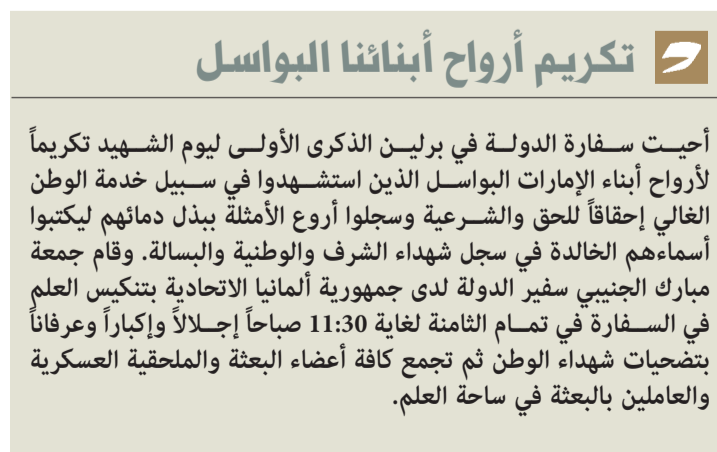 تكريم أرواح أبنائنا البواسل
أحيت سفارة الدولة في برلين الذكرى الأولى ليوم الشهيد تكريماً
لأرواح أبناء الإمارات البواسل الذين استشهدوا في سبيل خدمة الوطن
الغالي إحقاقاً للحق والشرعية وسجلوا أروع الأمثلة ببذل دمائهم ليكتبوا
أسماءهم الخالدة في سجل شهداء الشرف والوطنية والبسالة. وقام جمعة
مبارك الجنيبي سفير الدولة لدى جمهورية ألمانيا الاتحادية بتنكيس العلم
في السفارة في تمام الثامنة لغاية 11:30 صباحاً إجلالاً وإكباراً وعرفاناً
بتضحيات شهداء الوطن ثم تجمع كافة أعضاء البعثة والملحقية العسكرية
والعاملين بالبعثة في ساحة العلم.